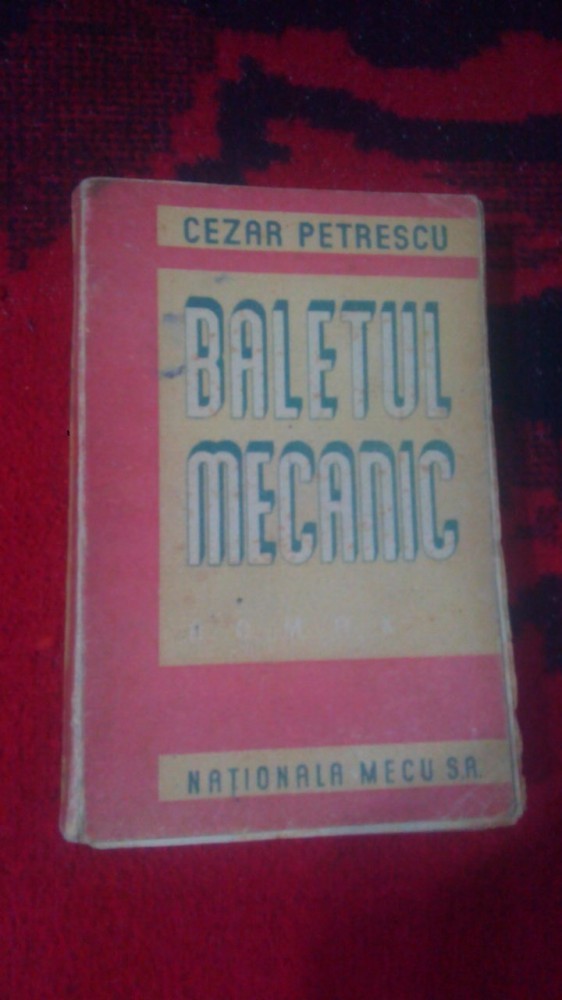 CEZAR PETRESCU
BALETUL
MECANIC
NAȚIONALA MECU S.A.